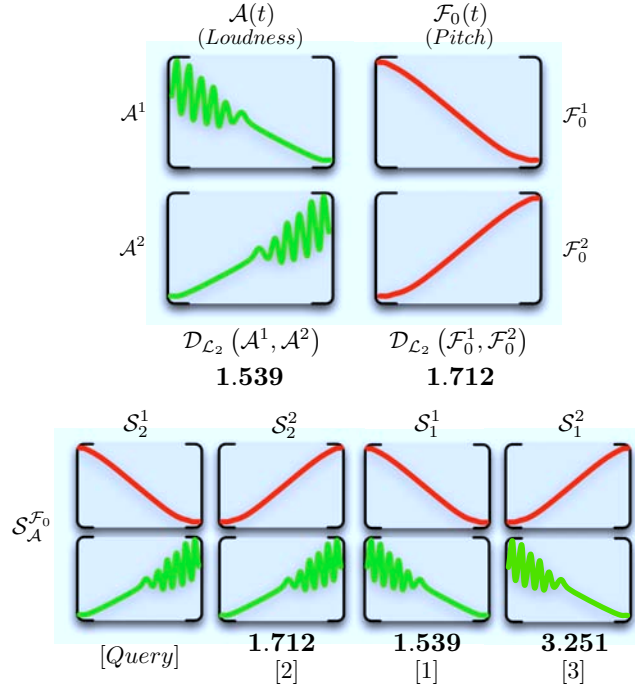 A(t) F₀(t)
(Loudness) (Pitch)
A¹ F₀¹
A² F₀²
D_L₂ (A¹, A²) D_L₂ (F₀¹, F₀²)
1.539 1.712
S₂¹ S₂² S₁¹ S₁²
S_A^F₀
[Query] 1.712 1.539 3.251
[2] [1] [3]